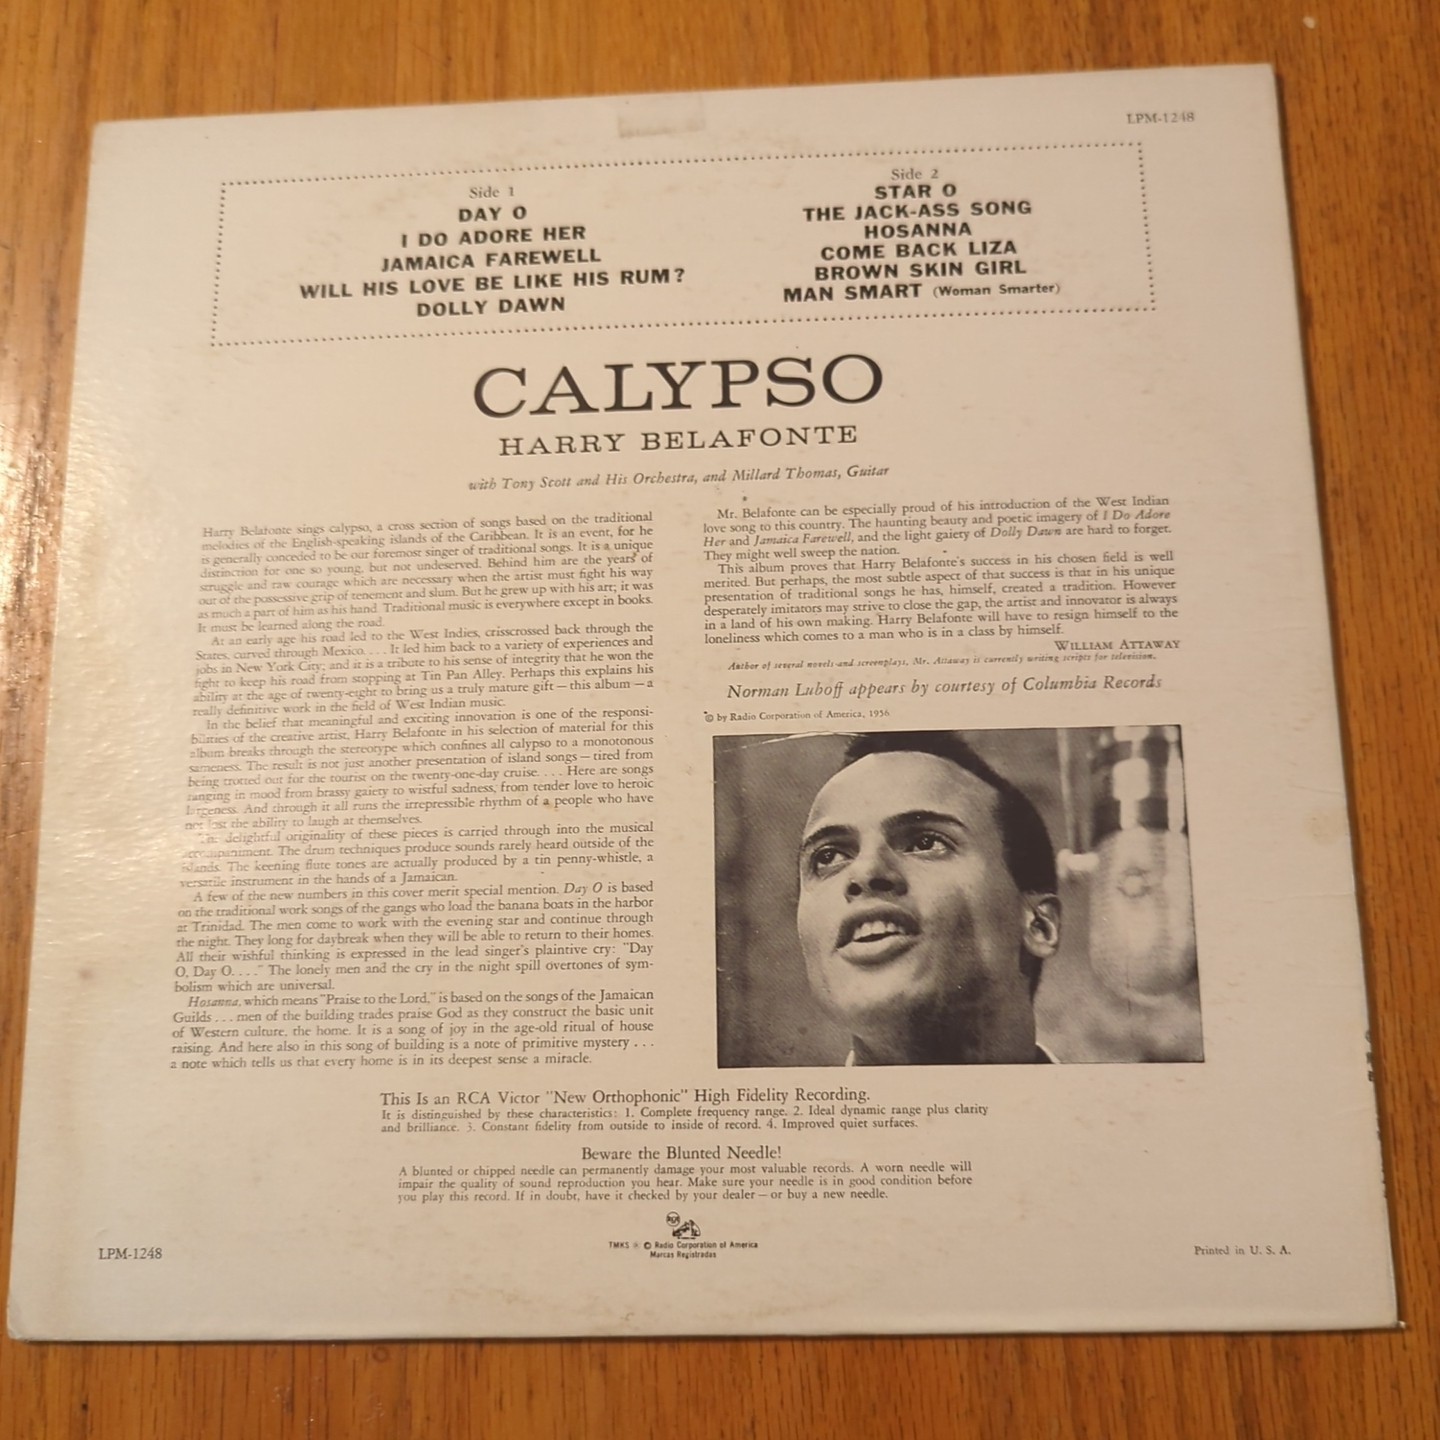 LPM-1248
Side 1
DAY O
I DO ADORE HER
JAMAICA FAREWELL
WILL HIS LOVE BE LIKE HIS RUM?
DOLLY DAWN
Side 2
STAR O
THE JACK-ASS SONG
HOSANNA
COME BACK LIZA
BROWN SKIN GIRL
MAN SMART (Woman Smarter)
CALYPSO
HARRY BELAFONTE
with Tony Scott and His Orchestra, and Millard Thomas, Guitar
Harry Belafonte sings calypso, a cross section of songs based on the traditional
melodies of the English-speaking islands of the Caribbean. It is an event, for he
is generally conceded to be our foremost singer of traditional songs. It is a unique
distinction for one so young, but not undeserved. Behind him are the years of
struggle and raw courage which are necessary when the artist must fight his way
out of the possessive grip of tenement and slum. But he grew up with his art; it was
as much a part of him as his hand. Traditional music is everywhere except in books.
It must be learned along the road.
At an early age his road led to the West Indies, crisscrossed back through the
States, curved through Mexico. . . . It led him back to a variety of experiences and
jobs in New York City; and it is a tribute to his sense of integrity that he won the
fight to keep his road from stopping at Tin Pan Alley. Perhaps this explains his
ability at the age of twenty-eight to bring us a truly mature gift—this album—a
really definitive work in the field of West Indian music.
In the belief that meaningful and exciting innovation is one of the responsi-
bilities of the creative artist, Harry Belafonte in his selection of material for this
album breaks through the stereotype which confines all calypso to a monotonous
sameness. The result is not just another presentation of island songs—tired from
being trotted out for the tourist on the twenty-one-day cruise. . . . Here are songs
ranging in mood from brassy gaiety to wistful sadness, from tender love to heroic
largeness. And through it all runs the irrepressible rhythm of a people who have
not lost the ability to laugh at themselves.
The delightful originality of these pieces is carried through into the musical
accompaniment. The drum techniques produce sounds rarely heard outside of the
islands. The keening flute tones are actually produced by a tin penny-whistle, a
versatile instrument in the hands of a Jamaican.
A few of the new numbers in this cover merit special mention. Day O is based
on the traditional work songs of the gangs who load the banana boats in the harbor
at Trinidad. The men come to work with the evening star and continue through
the night. They long for daybreak when they will be able to return to their homes.
All their wishful thinking is expressed in the lead singer's plaintive cry: "Day
O, Day O. . . ." The lonely men and the cry in the night spill overtones of sym-
bolism which are universal.
Hosanna, which means "Praise to the Lord," is based on the songs of the Jamaican
Guilds . . . men of the building trades praise God as they construct the basic unit
of Western culture, the home. It is a song of joy in the age-old ritual of house
raising. And here also in this song of building is a note of primitive mystery . . .
a note which tells us that every home is in its deepest sense a miracle.
Mr. Belafonte can be especially proud of his introduction of the West Indian
love song to this country. The haunting beauty and poetic imagery of I Do Adore
Her and Jamaica Farewell, and the light gaiety of Dolly Dawn are hard to forget.
They might well sweep the nation.
This album proves that Harry Belafonte's success in his chosen field is well
merited. But perhaps, the most subtle aspect of that success is that in his unique
presentation of traditional songs he has, himself, created a tradition. However
desperately imitators may strive to close the gap, the artist and innovator is always
in a land of his own making. Harry Belafonte will have to resign himself to the
loneliness which comes to a man who is in a class by himself.
WILLIAM ATTAWAY
Author of several novels and screenplays, Mr. Attaway is currently writing scripts for television.
Norman Luboff appears by courtesy of Columbia Records
© by Radio Corporation of America, 1956
This Is an RCA Victor "New Orthophonic" High Fidelity Recording.
It is distinguished by these characteristics: 1. Complete frequency range. 2. Ideal dynamic range plus clarity
and brilliance. 3. Constant fidelity from outside to inside of record. 4. Improved quiet surfaces.
Beware the Blunted Needle!
A blunted or chipped needle can permanently damage your most valuable records. A worn needle will
impair the quality of sound reproduction you hear. Make sure your needle is in good condition before
you play this record. If in doubt, have it checked by your dealer—or buy a new needle.
RCA
TMKS ® © Radio Corporation of America
Marcas Registradas
LPM-1248
Printed in U. S. A.